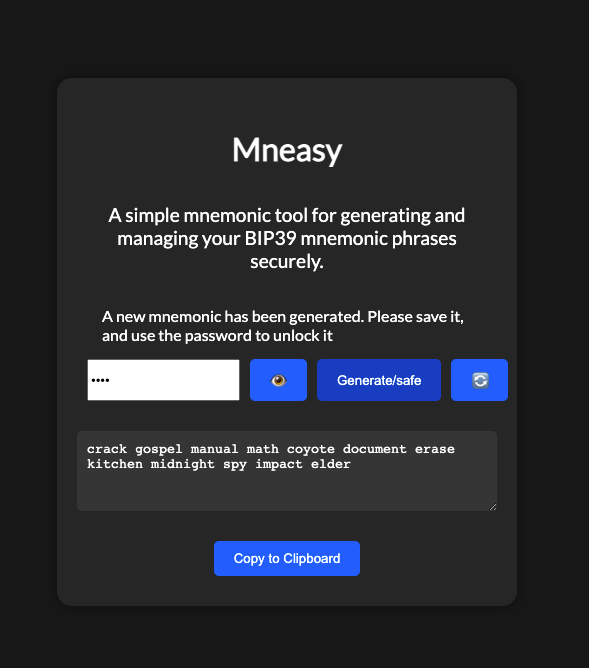 Mneasy
A simple mnemonic tool for generating and
managing your BIP39 mnemonic phrases
securely.
A new mnemonic has been generated. Please save it,
and use the password to unlock it
•••• Generate/safe
crack gospel manual math coyote document erase
kitchen midnight spy impact elder
Copy to Clipboard